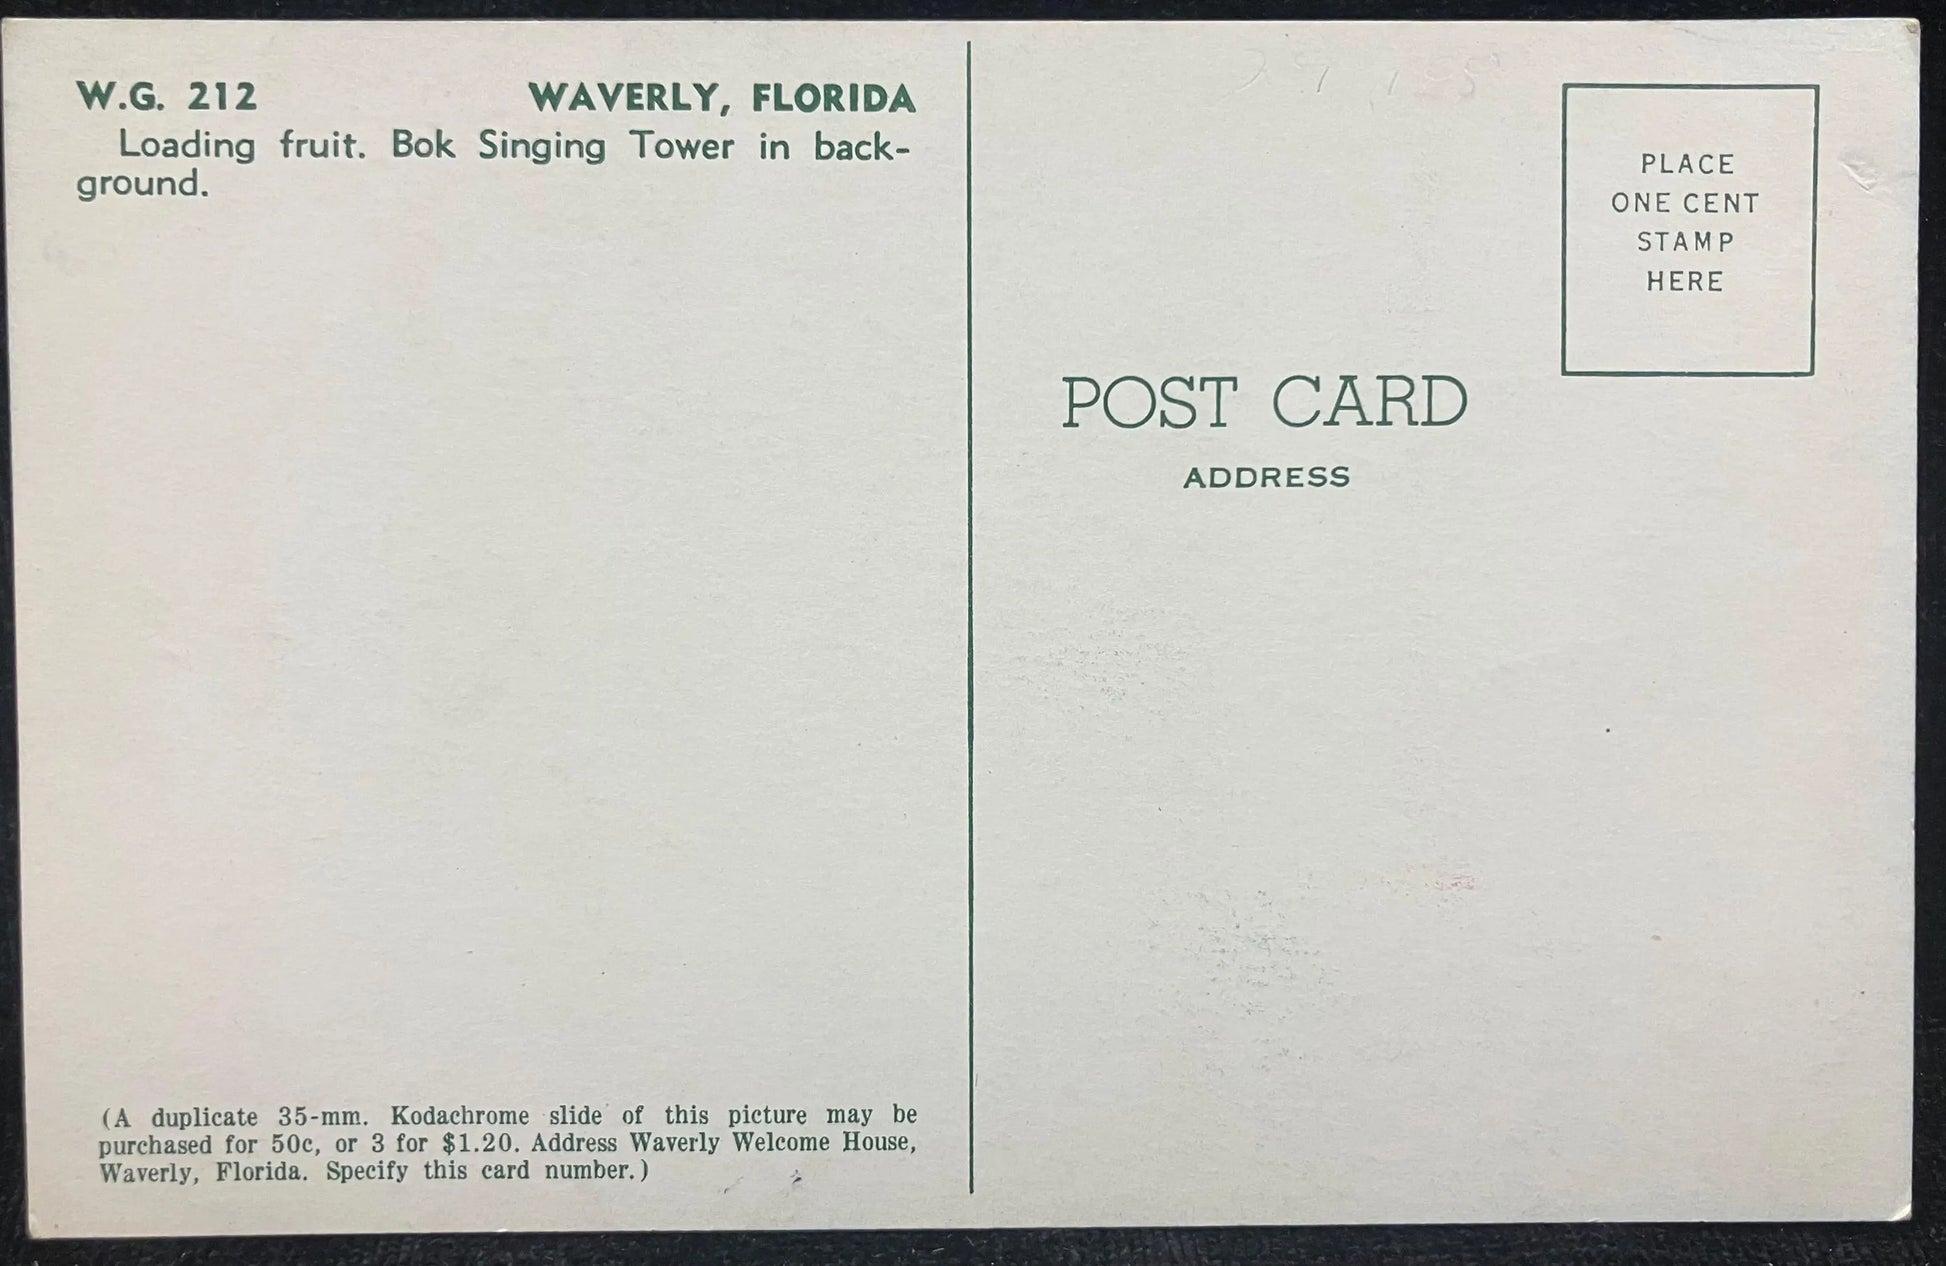 W.G. 212 WAVERLY, FLORIDA
Loading fruit. Bok Singing Tower in back-
ground.
(A duplicate 35-mm. Kodachrome slide of this picture may be
purchased for 50c, or 3 for $1.20. Address Waverly Welcome House,
Waverly, Florida. Specify this card number.)
PLACE
ONE CENT
STAMP
HERE
POST CARD
ADDRESS